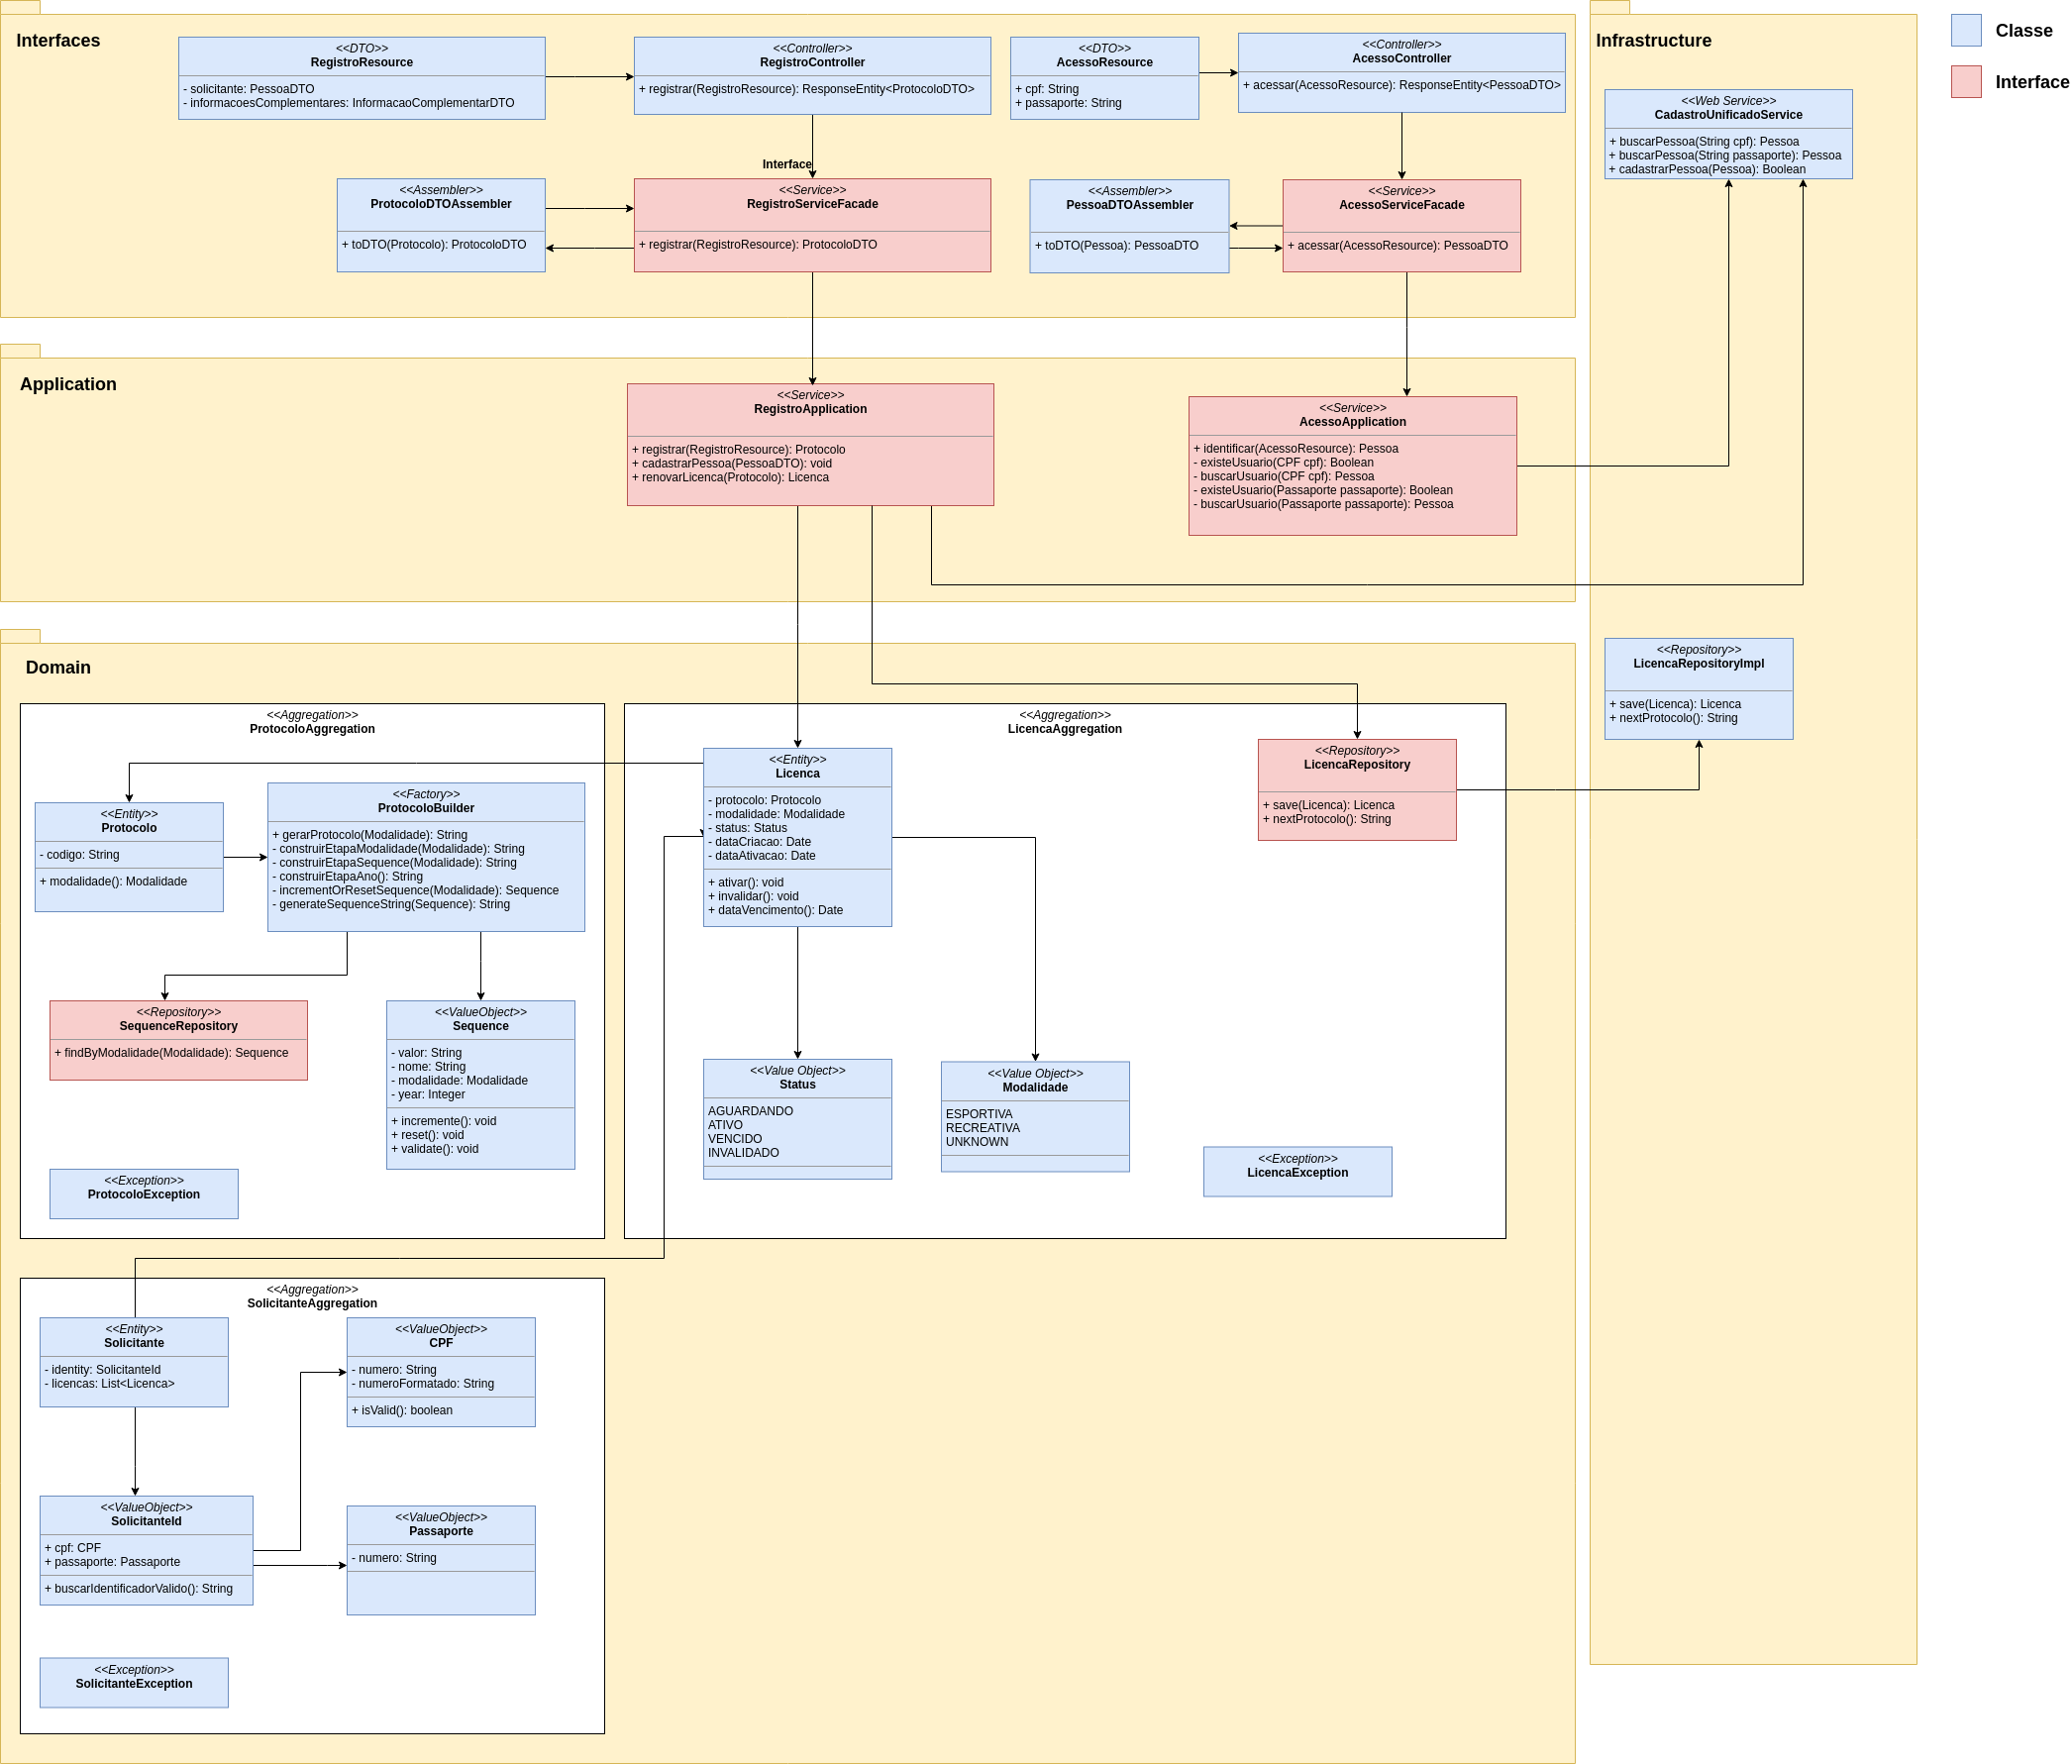 Interfaces
<<DTO>>
RegistroResource
- solicitante: PessoaDTO
- informacoesComplementares: InformacaoComplementarDTO
<<Controller>>
RegistroController
+ registrar(RegistroResource): ResponseEntity<ProtocoloDTO>
<<DTO>>
AcessoResource
+ cpf: String
+ passaporte: String
<<Controller>>
AcessoController
+ acessar(AcessoResource): ResponseEntity<PessoaDTO>
Interface
<<Assembler>>
ProtocoloDTOAssembler
+ toDTO(Protocolo): ProtocoloDTO
<<Service>>
RegistroServiceFacade
+ registrar(RegistroResource): ProtocoloDTO
<<Assembler>>
PessoaDTOAssembler
+ toDTO(Pessoa): PessoaDTO
<<Service>>
AcessoServiceFacade
+ acessar(AcessoResource): PessoaDTO
Infrastructure
<<Web Service>>
CadastroUnificadoService
+ buscarPessoa(String cpf): Pessoa
+ buscarPessoa(String passaporte): Pessoa
+ cadastrarPessoa(Pessoa): Boolean
Classe
Interface
Application
<<Service>>
RegistroApplication
+ registrar(RegistroResource): Protocolo
+ cadastrarPessoa(PessoaDTO): void
+ renovarLicenca(Protocolo): Licenca
<<Service>>
AcessoApplication
+ identificar(AcessoResource): Pessoa
- existeUsuario(CPF cpf): Boolean
- buscarUsuario(CPF cpf): Pessoa
- existeUsuario(Passaporte passaporte): Boolean
- buscarUsuario(Passaporte passaporte): Pessoa
<<Repository>>
LicencaRepositoryImpl
+ save(Licenca): Licenca
+ nextProtocolo(): String
Domain
<<Aggregation>>
ProtocoloAggregation
<<Entity>>
Protocolo
- codigo: String
+ modalidade(): Modalidade
<<Factory>>
ProtocoloBuilder
+ gerarProtocolo(Modalidade): String
- construirEtapaModalidade(Modalidade): String
- construirEtapaSequence(Modalidade): String
- construirEtapaAno(): String
- incrementOrResetSequence(Modalidade): Sequence
- generateSequenceString(Sequence): String
<<Repository>>
SequenceRepository
+ findByModalidade(Modalidade): Sequence
<<ValueObject>>
Sequence
- valor: String
- nome: String
- modalidade: Modalidade
- year: Integer
+ incremente(): void
+ reset(): void
+ validate(): void
<<Exception>>
ProtocoloException
<<Aggregation>>
LicencaAggregation
<<Entity>>
Licenca
- protocolo: Protocolo
- modalidade: Modalidade
- status: Status
- dataCriacao: Date
- dataAtivacao: Date
+ ativar(): void
+ invalidar(): void
+ dataVencimento(): Date
<<Repository>>
LicencaRepository
+ save(Licenca): Licenca
+ nextProtocolo(): String
<<Value Object>>
Status
AGUARDANDO
ATIVO
VENCIDO
INVALIDADO
<<Value Object>>
Modalidade
ESPORTIVA
RECREATIVA
UNKNOWN
<<Exception>>
LicencaException
<<Aggregation>>
SolicitanteAggregation
<<Entity>>
Solicitante
- identity: SolicitanteId
- licencas: List<Licenca>
<<ValueObject>>
CPF
- numero: String
- numeroFormatado: String
+ isValid(): boolean
<<ValueObject>>
SolicitanteId
+ cpf: CPF
+ passaporte: Passaporte
+ buscarIdentificadorValido(): String
<<ValueObject>>
Passaporte
- numero: String
<<Exception>>
SolicitanteException